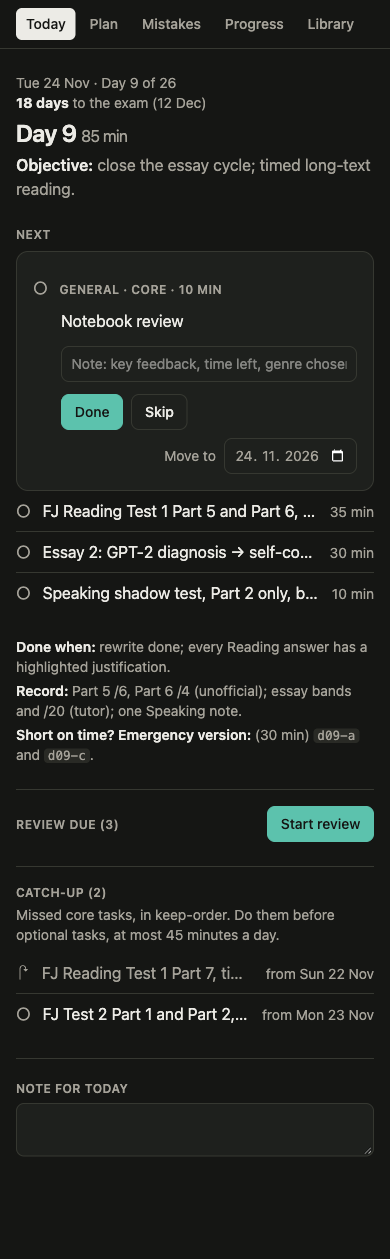 Today Plan Mistakes Progress Library
Tue 24 Nov · Day 9 of 26
18 days to the exam (12 Dec)
Day 9 85 min
Objective: close the essay cycle; timed long-text
reading.
NEXT
GENERAL · CORE · 10 MIN
Notebook review
Note: key feedback, time left, genre chosen
Done Skip
Move to 24. 11. 2026
FJ Reading Test 1 Part 5 and Part 6, ... 35 min
Essay 2: GPT-2 diagnosis → self-co... 30 min
Speaking shadow test, Part 2 only, b... 10 min
Done when: rewrite done; every Reading answer has a
highlighted justification.
Record: Part 5 /6, Part 6 /4 (unofficial); essay bands
and /20 (tutor); one Speaking note.
Short on time? Emergency version: (30 min) d09-a
and d09-c.
REVIEW DUE (3) Start review
CATCH-UP (2)
Missed core tasks, in keep-order. Do them before
optional tasks, at most 45 minutes a day.
FJ Reading Test 1 Part 7, ti... from Sun 22 Nov
FJ Test 2 Part 1 and Part 2,... from Mon 23 Nov
NOTE FOR TODAY